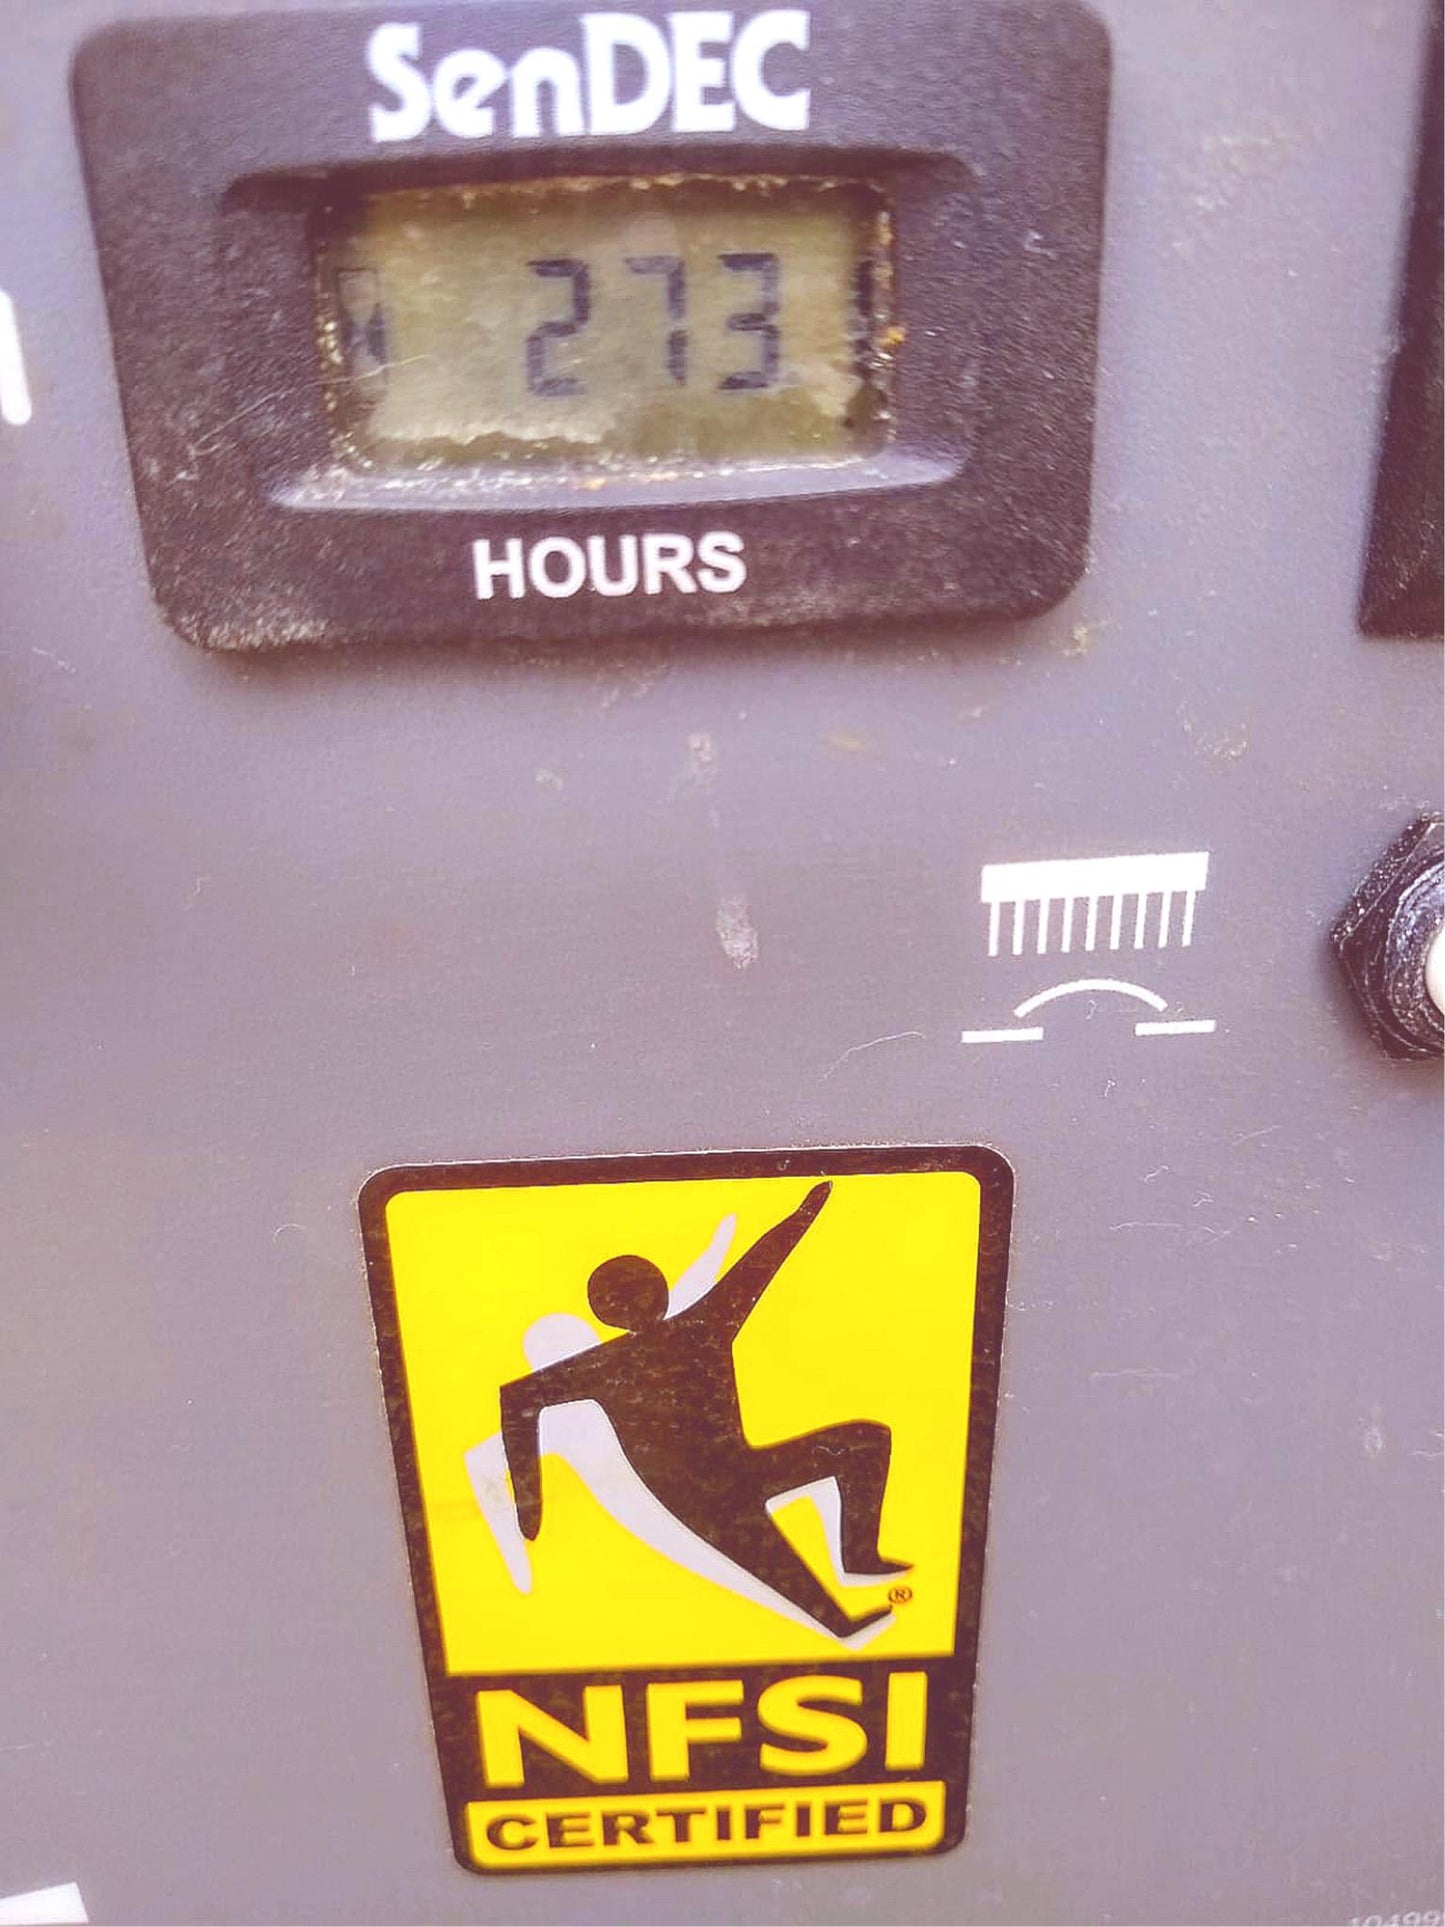 SenDEC
273
HOURS
®
NFSI
CERTIFIED